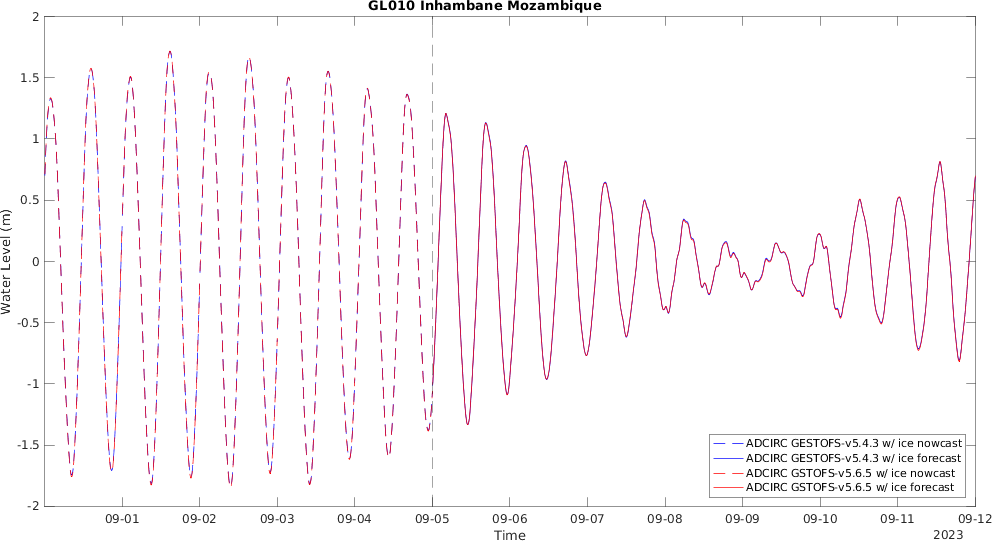 GL010 Inhambane Mozambique
2
1.5
1
0.5
0
-0.5
-1
-1.5
-2
Water Level (m)
ADCIRC GESTOFS-v5.4.3 w/ ice nowcast
ADCIRC GESTOFS-v5.4.3 w/ ice forecast
ADCIRC GSTOFS-v5.6.5 w/ ice nowcast
ADCIRC GSTOFS-v5.6.5 w/ ice forecast
09-01 09-02 09-03 09-04 09-05 09-06 09-07 09-08 09-09 09-10 09-11 09-12
Time
2023